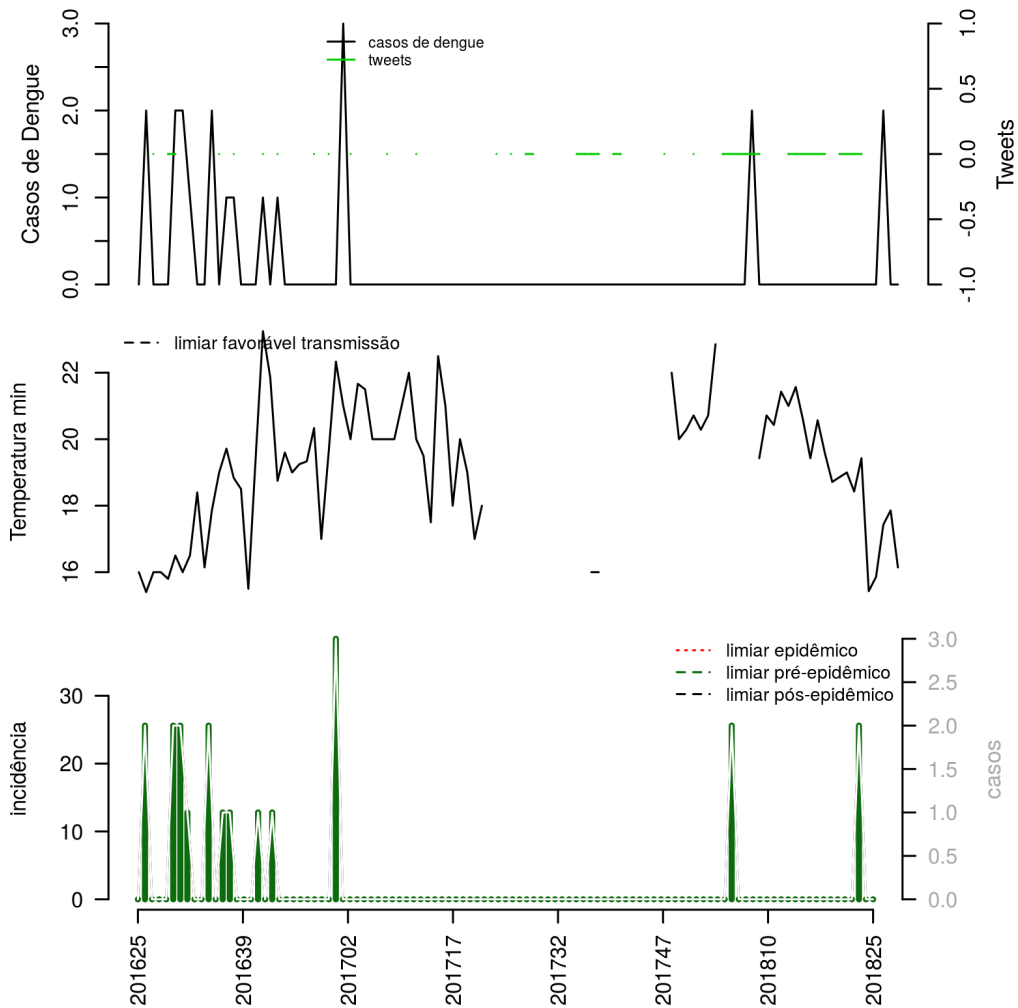 casos de dengue
tweets
Casos de Dengue
0.0 1.0 2.0 3.0
Tweets
-1.0 -0.5 0.0 0.5 1.0
limiar favorável transmissão
Temperatura min
16 18 20 22
limiar epidêmico
limiar pré-epidêmico
limiar pós-epidêmico
incidência
0 10 20 30
casos
0.0 0.5 1.0 1.5 2.0 2.5 3.0
201625 201639 201702 201717 201732 201747 201810 201825